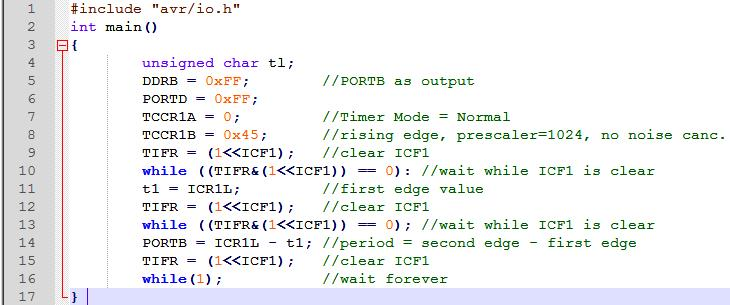 1 #include "avr/io.h"
2 int main()
3 {
4 unsigned char tl;
5 DDRB = 0xFF; //PORTB as output
6 PORTD = 0xFF;
7 TCCR1A = 0; //Timer Mode = Normal
8 TCCR1B = 0x45; //rising edge, prescaler=1024, no noise canc.
9 TIFR = (1<<ICF1); //clear ICF1
10 while ((TIFR&(1<<ICF1)) == 0): //wait while ICF1 is clear
11 t1 = ICR1L; //first edge value
12 TIFR = (1<<ICF1); //clear ICF1
13 while ((TIFR&(1<<ICF1)) == 0); //wait while ICF1 is clear
14 PORTB = ICR1L - t1; //period = second edge - first edge
15 TIFR = (1<<ICF1); //clear ICF1
16 while(1); //wait forever
17 }